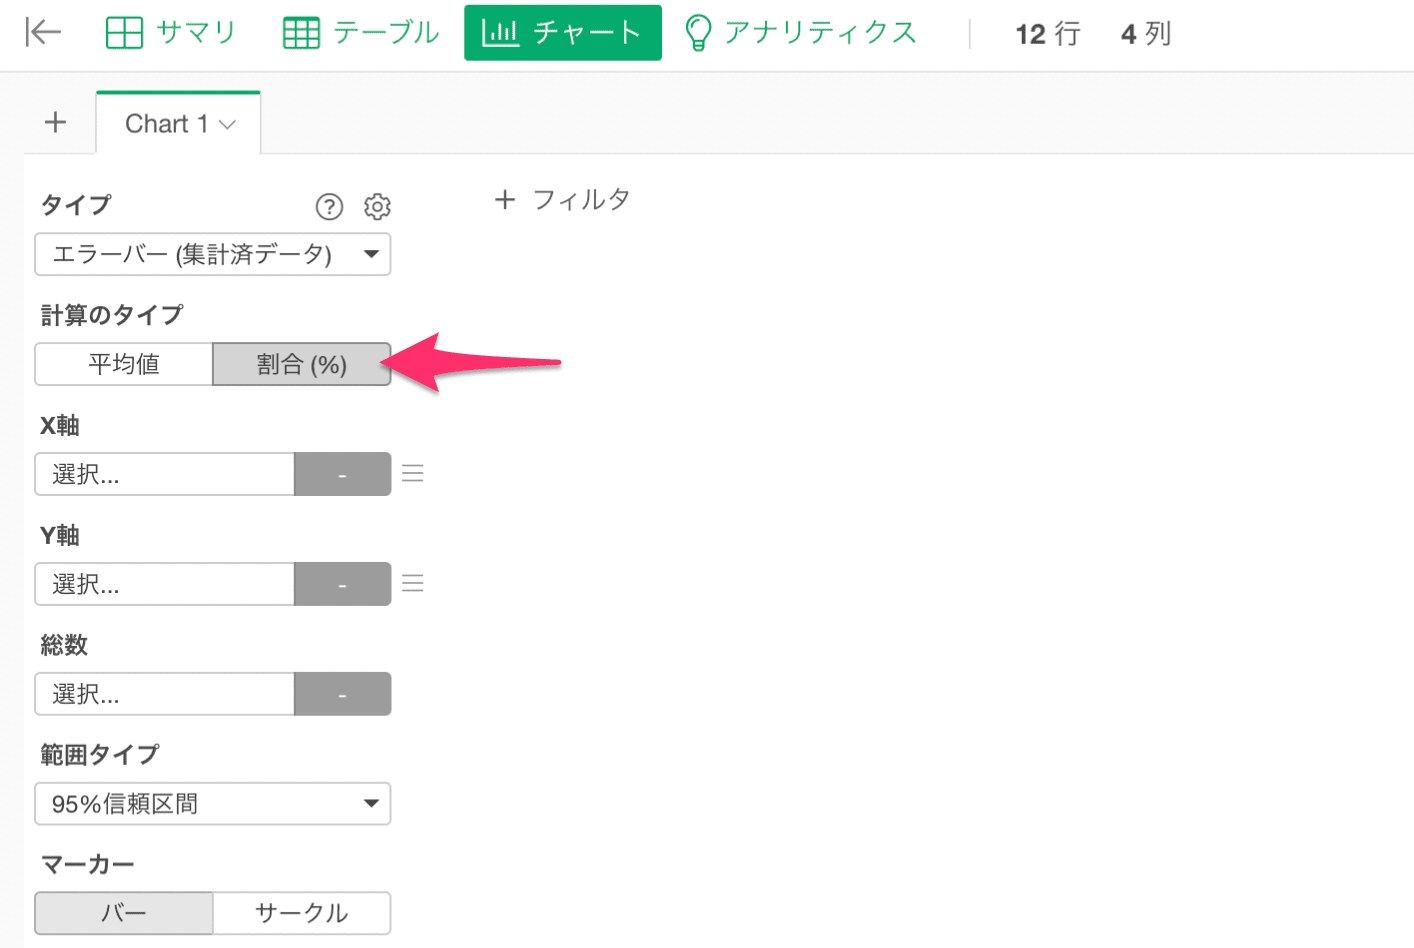 サマリ テーブル チャート アナリティクス 12 行 4 列
+ Chart 1
タイプ ?
+ フィルタ
エラーバー (集計済データ)
計算のタイプ
平均値 割合 (%)
X軸
選択... -
Y軸
選択... -
総数
選択... -
範囲タイプ
95%信頼区間
マーカー
バー サークル